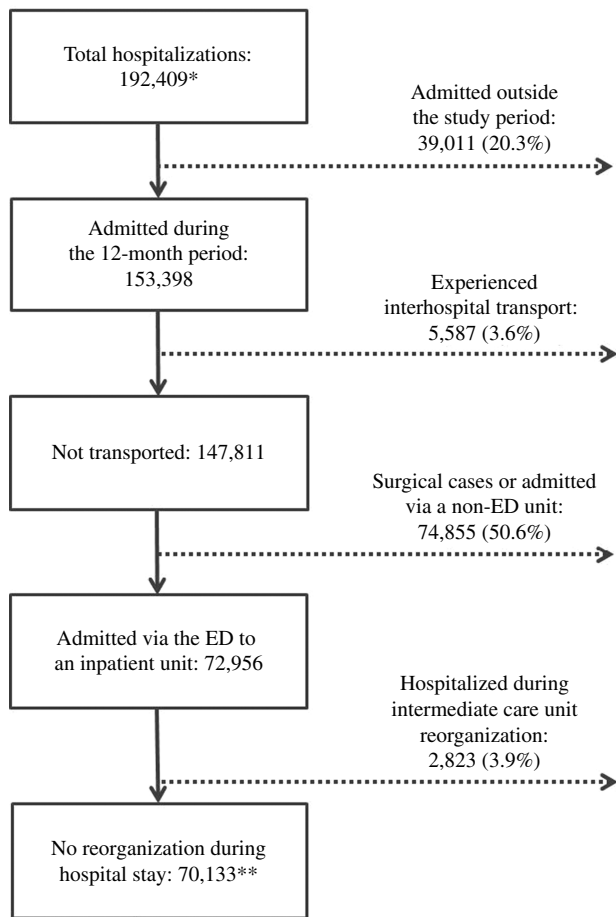 Total hospitalizations:
192,409*
Admitted outside
the study period:
39,011 (20.3%)
Admitted during
the 12-month period:
153,398
Experienced
interhospital transport:
5,587 (3.6%)
Not transported: 147,811
Surgical cases or admitted
via a non-ED unit:
74,855 (50.6%)
Admitted via the ED to
an inpatient unit: 72,956
Hospitalized during
intermediate care unit
reorganization:
2,823 (3.9%)
No reorganization during
hospital stay: 70,133**